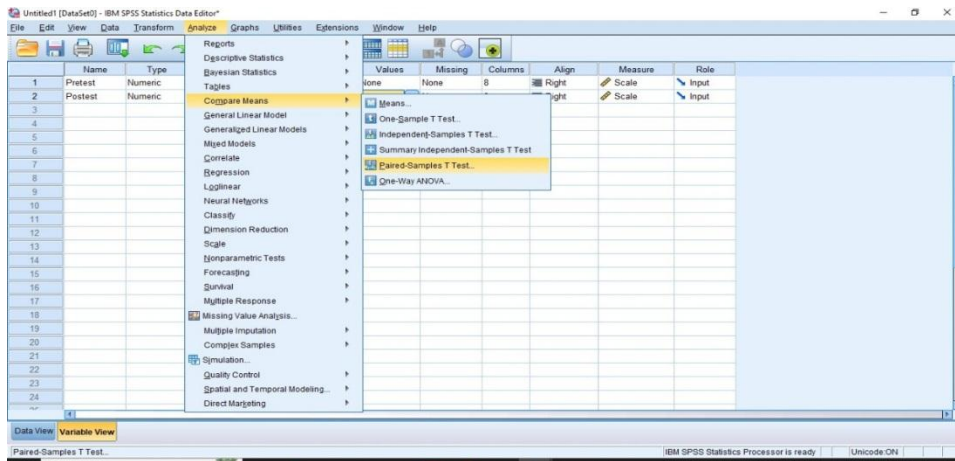 Untitled1 [DataSet0] - IBM SPSS Statistics Data Editor*
File Edit View Data Transform Analyze Graphs Utilities Extensions Window Help
Name Type Values Missing Columns Align Measure Role
1 Pretest Numeric None None 8 Right Scale Input
2 Postest Numeric Right Scale Input
3
4
5
6
7
8
9
10
11
12
13
14
15
16
17
18
19
20
21
22
23
24
Reports
Descriptive Statistics
Bayesian Statistics
Tables
Compare Means
General Linear Model
Generalized Linear Models
Mixed Models
Correlate
Regression
Loglinear
Neural Networks
Classify
Dimension Reduction
Scale
Nonparametric Tests
Forecasting
Survival
Multiple Response
Missing Value Analysis...
Multiple Imputation
Complex Samples
Simulation...
Quality Control
Spatial and Temporal Modeling...
Direct Marketing
Means...
One-Sample T Test...
Independent-Samples T Test...
Summary Independent-Samples T Test
Paired-Samples T Test...
One-Way ANOVA...
Data View Variable View
Paired-Samples T Test... IBM SPSS Statistics Processor is ready Unicode:ON